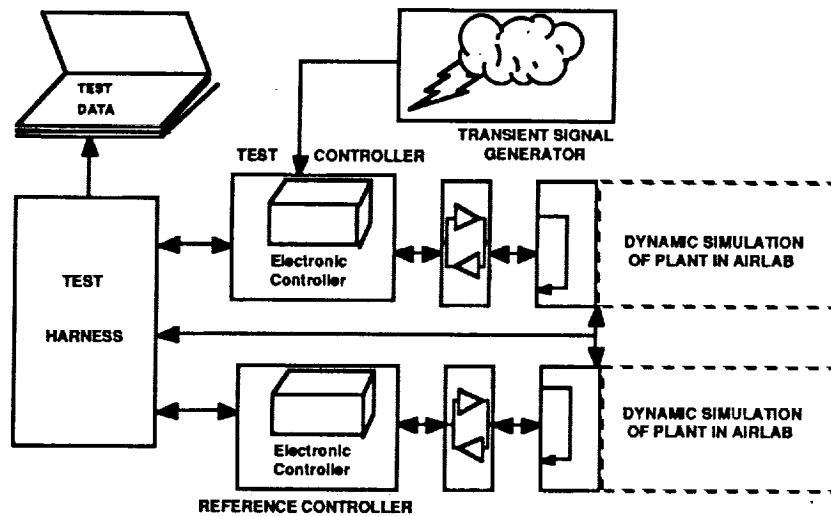 TEST
DATA
TRANSIENT SIGNAL
GENERATOR
TEST CONTROLLER
Electronic
Controller
DYNAMIC SIMULATION
OF PLANT IN AIRLAB
TEST
HARNESS
Electronic
Controller
DYNAMIC SIMULATION
OF PLANT IN AIRLAB
REFERENCE CONTROLLER